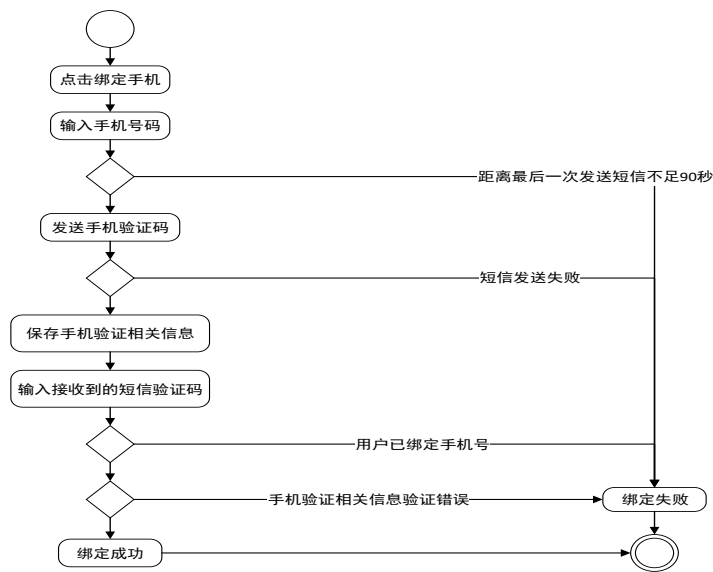 点击绑定手机
输入手机号码
距离最后一次发送短信不足90秒
发送手机验证码
短信发送失败
保存手机验证相关信息
输入接收到的短信验证码
用户已绑定手机号
手机验证相关信息验证错误
绑定失败
绑定成功